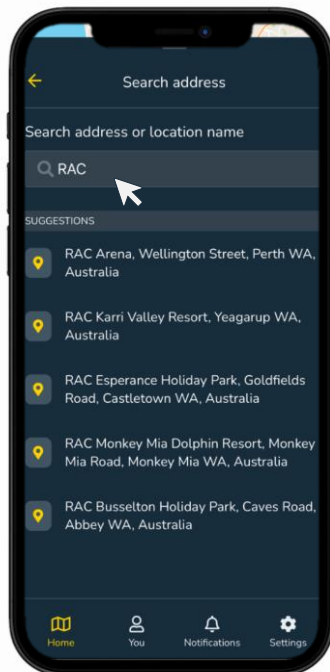 Search address
Search address or location name
RAC
SUGGESTIONS
RAC Arena, Wellington Street, Perth WA,
Australia
RAC Karri Valley Resort, Yeagarup WA,
Australia
RAC Esperance Holiday Park, Goldfields
Road, Castletown WA, Australia
RAC Monkey Mia Dolphin Resort, Monkey
Mia Road, Monkey Mia WA, Australia
RAC Busselton Holiday Park, Caves Road,
Abbey WA, Australia
Home You Notifications Settings